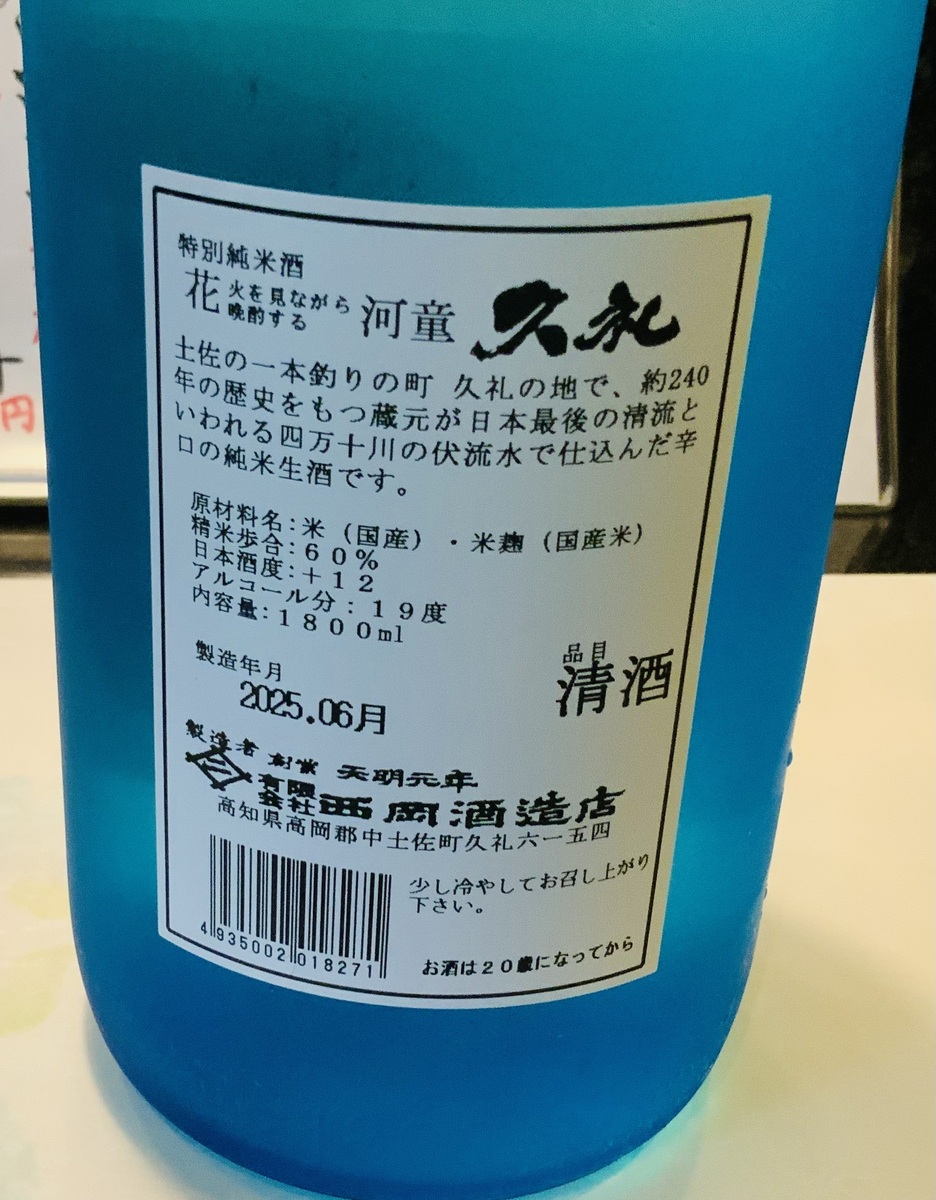 特別純米酒
花火を見ながら晩酌する河童 久礼
土佐の一本釣りの町 久礼の地で、約240
年の歴史をもつ蔵元が日本最後の清流と
いわれる四万十川の伏流水で仕込んだ辛
口の純米生酒です。
原材料名:米（国産）・米麹（国産米）
精米歩合:６０％
日本酒度:＋１２
アルコール分:１９度
内容量:１８００ml
製造年月
2025.06月
品目
清酒
製造者 創業 天明元年
有限会社西岡酒造店
高知県高岡郡中土佐町久礼六一五四
少し冷やしてお召し上がり
下さい。
4935002018271
お酒は２０歳になってから
円